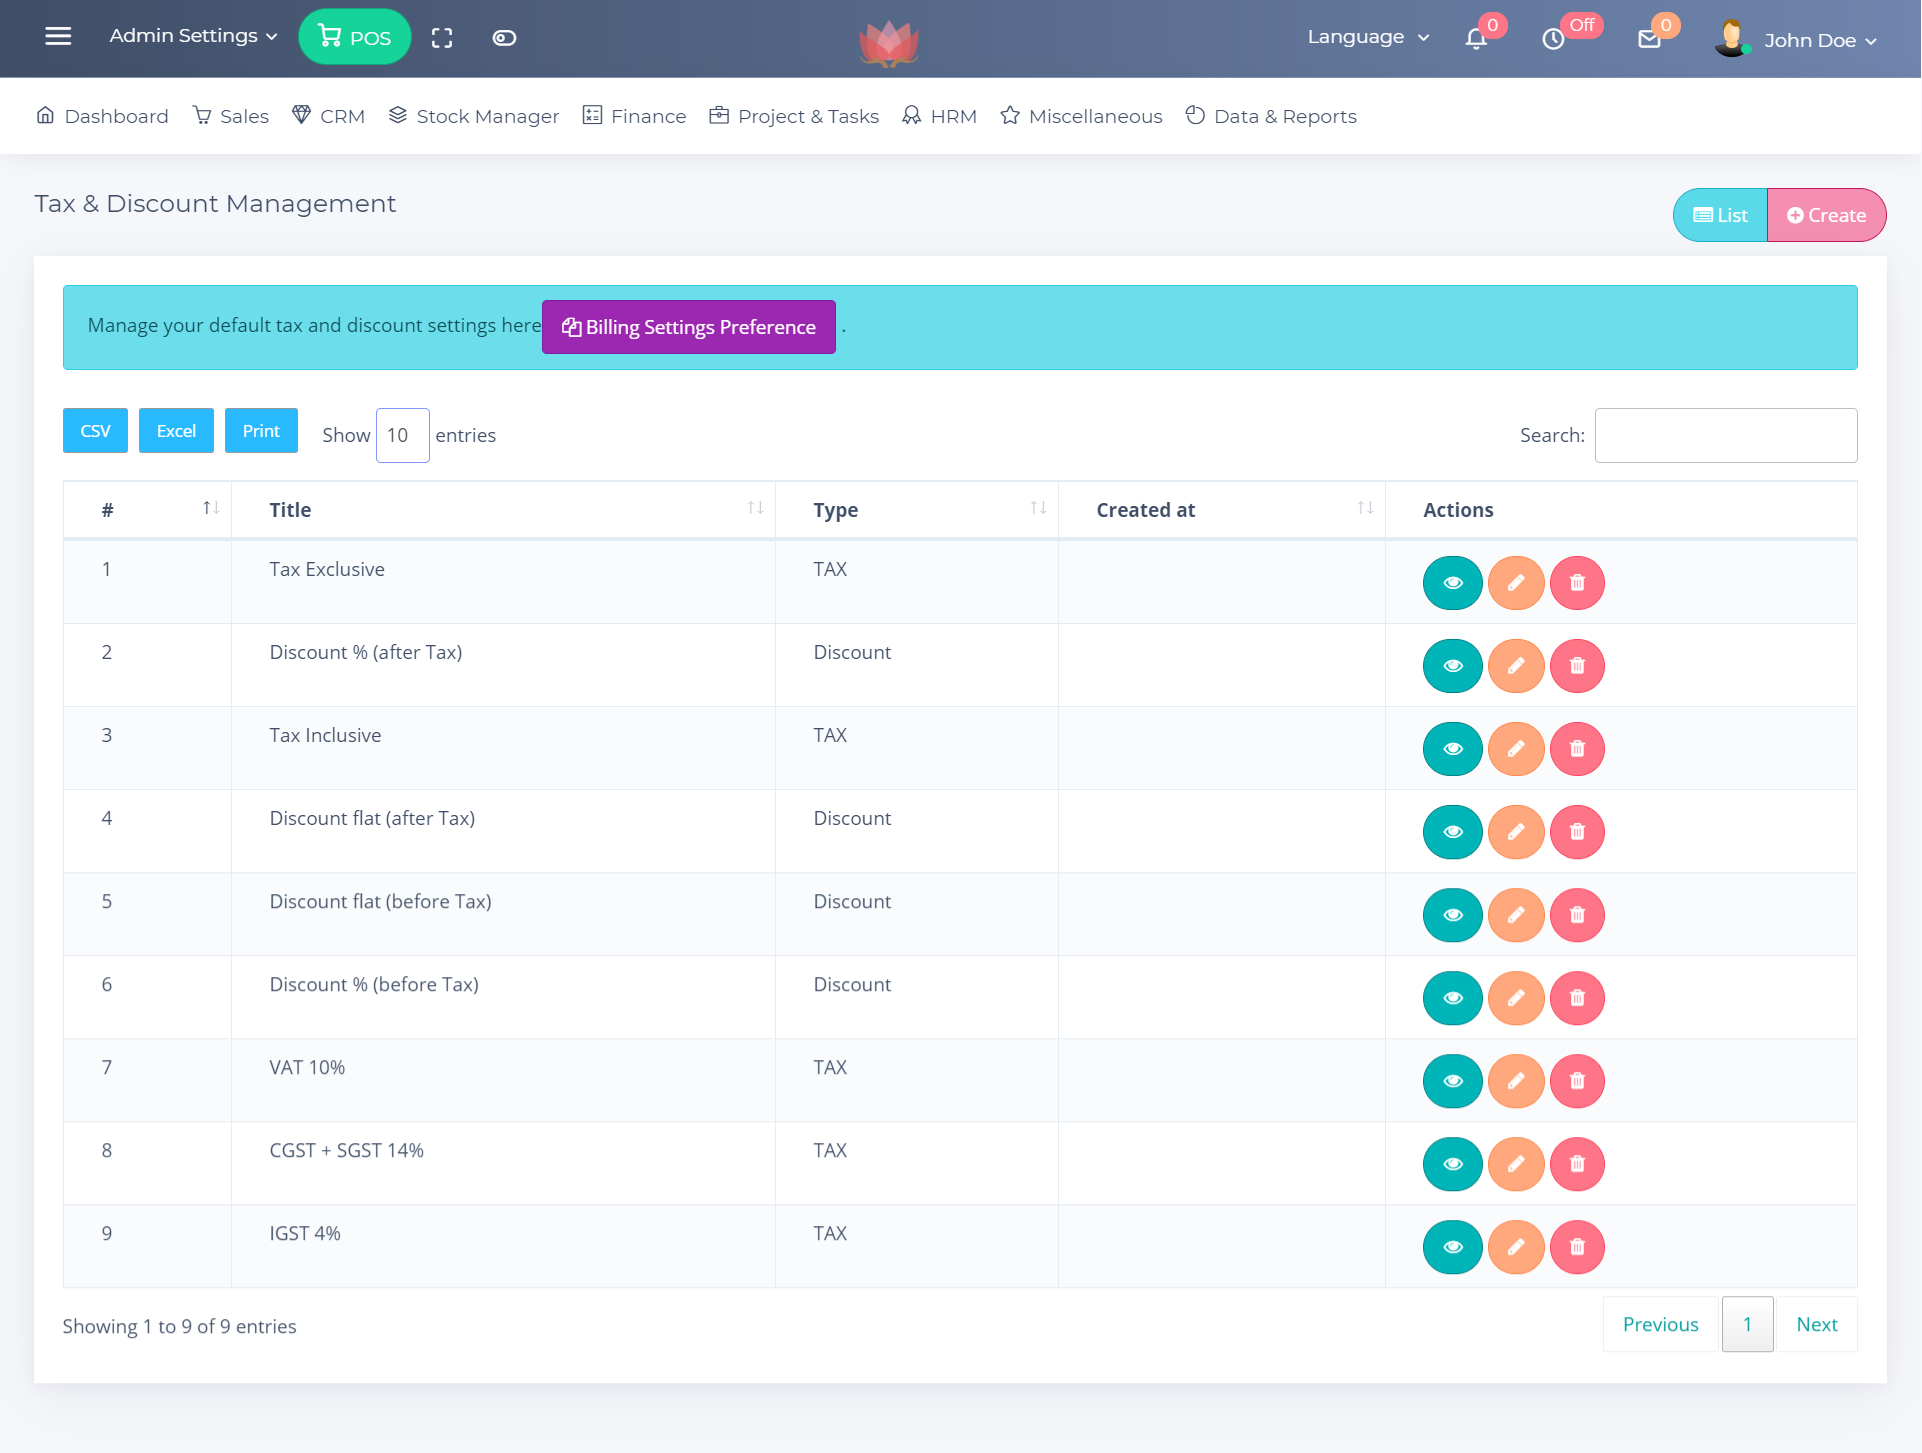 Admin Settings POS Language 0 Off 0 John Doe
Dashboard Sales CRM Stock Manager Finance Project & Tasks HRM Miscellaneous Data & Reports
Tax & Discount Management
List Create
Manage your default tax and discount settings here Billing Settings Preference .
CSV Excel Print Show 10 entries Search:
# Title Type Created at Actions
1 Tax Exclusive TAX
2 Discount % (after Tax) Discount
3 Tax Inclusive TAX
4 Discount flat (after Tax) Discount
5 Discount flat (before Tax) Discount
6 Discount % (before Tax) Discount
7 VAT 10% TAX
8 CGST + SGST 14% TAX
9 IGST 4% TAX
Showing 1 to 9 of 9 entries
Previous 1 Next